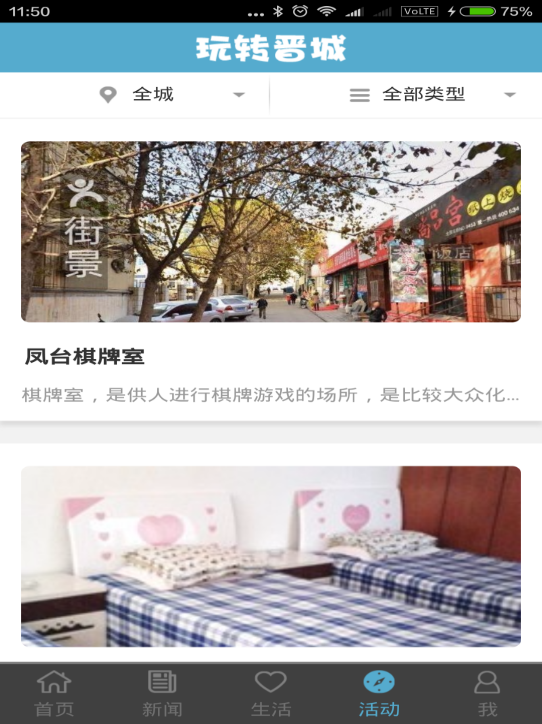 11:50
... VoLTE 75%
玩转晋城
全城
全部类型
街景
凤台棋牌室
棋牌室，是供人进行棋牌游戏的场所，是比较大众化...
首页 新闻 生活 活动 我